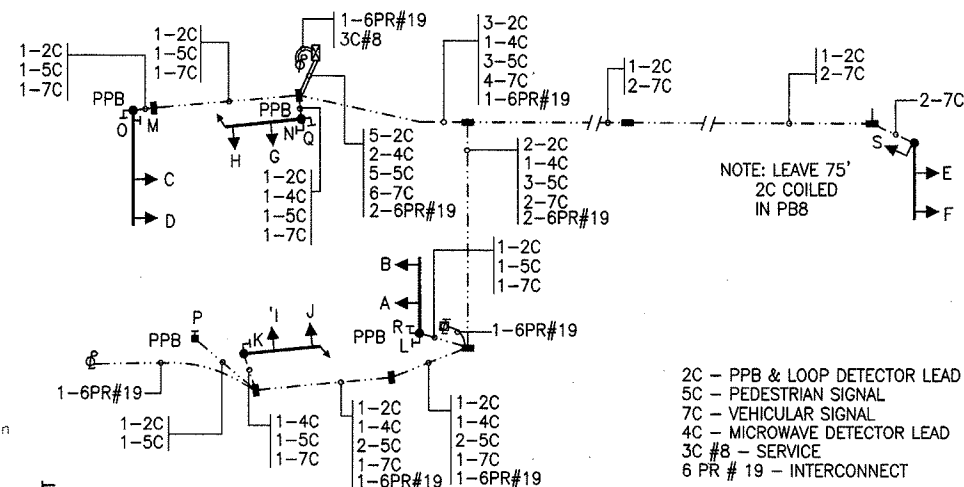 1-6PR#19
3C#8
1-2C
1-5C
1-7C
1-2C
1-5C
1-7C
3-2C
1-4C
3-5C
4-7C
1-6PR#19
1-2C
2-7C
1-2C
2-7C
2-7C
PPB
O
M
PPB
N
Q
H
G
C
D
1-2C
1-4C
1-5C
1-7C
5-2C
2-4C
5-5C
6-7C
2-6PR#19
2-2C
1-4C
3-5C
2-7C
2-6PR#19
NOTE: LEAVE 75'
2C COILED
IN PB8
S
E
F
1-2C
1-5C
1-7C
B
A
R
L
PPB
1-6PR#19
P
PPB
K
'I
J
1-6PR#19
1-2C
1-5C
1-4C
1-5C
1-7C
1-2C
1-4C
2-5C
1-7C
1-6PR#19
1-2C
1-4C
2-5C
1-7C
1-6PR#19
2C – PPB & LOOP DETECTOR LEAD
5C – PEDESTRIAN SIGNAL
7C – VEHICULAR SIGNAL
4C – MICROWAVE DETECTOR LEAD
3C #8 – SERVICE
6 PR # 19 – INTERCONNECT
n